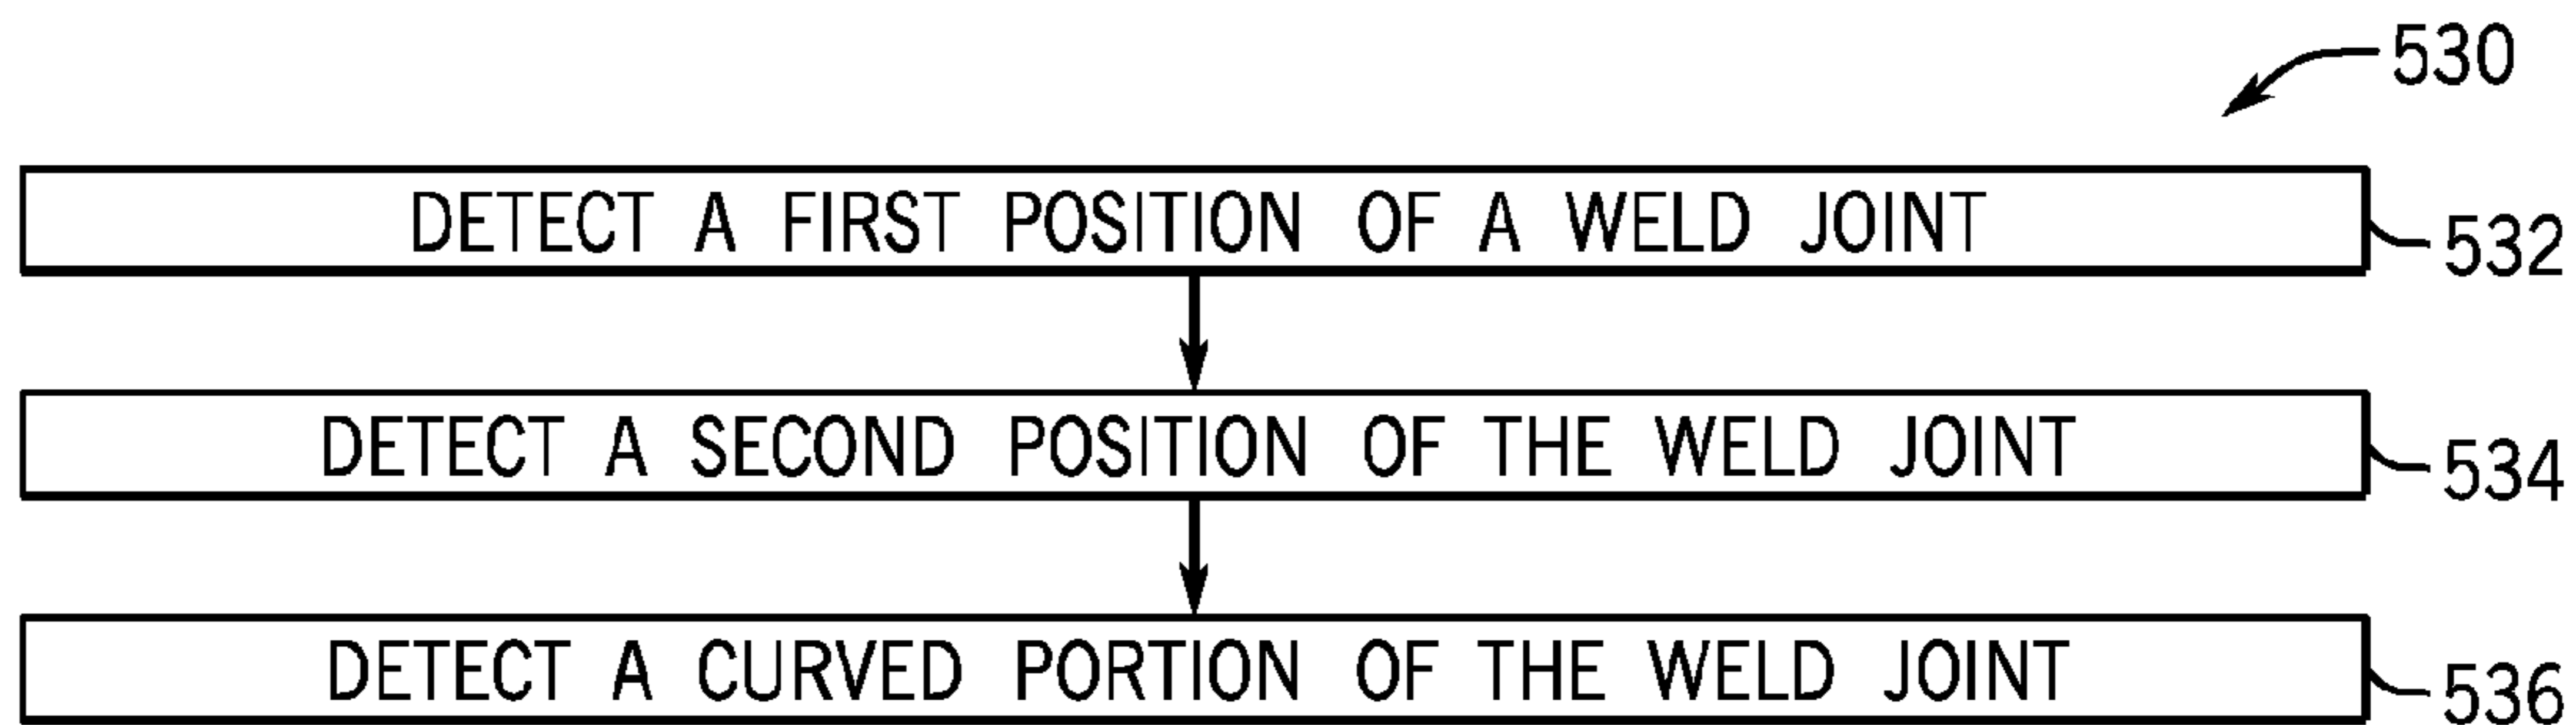 530
DETECT A FIRST POSITION OF A WELD JOINT
532
DETECT A SECOND POSITION OF THE WELD JOINT
534
DETECT A CURVED PORTION OF THE WELD JOINT
536